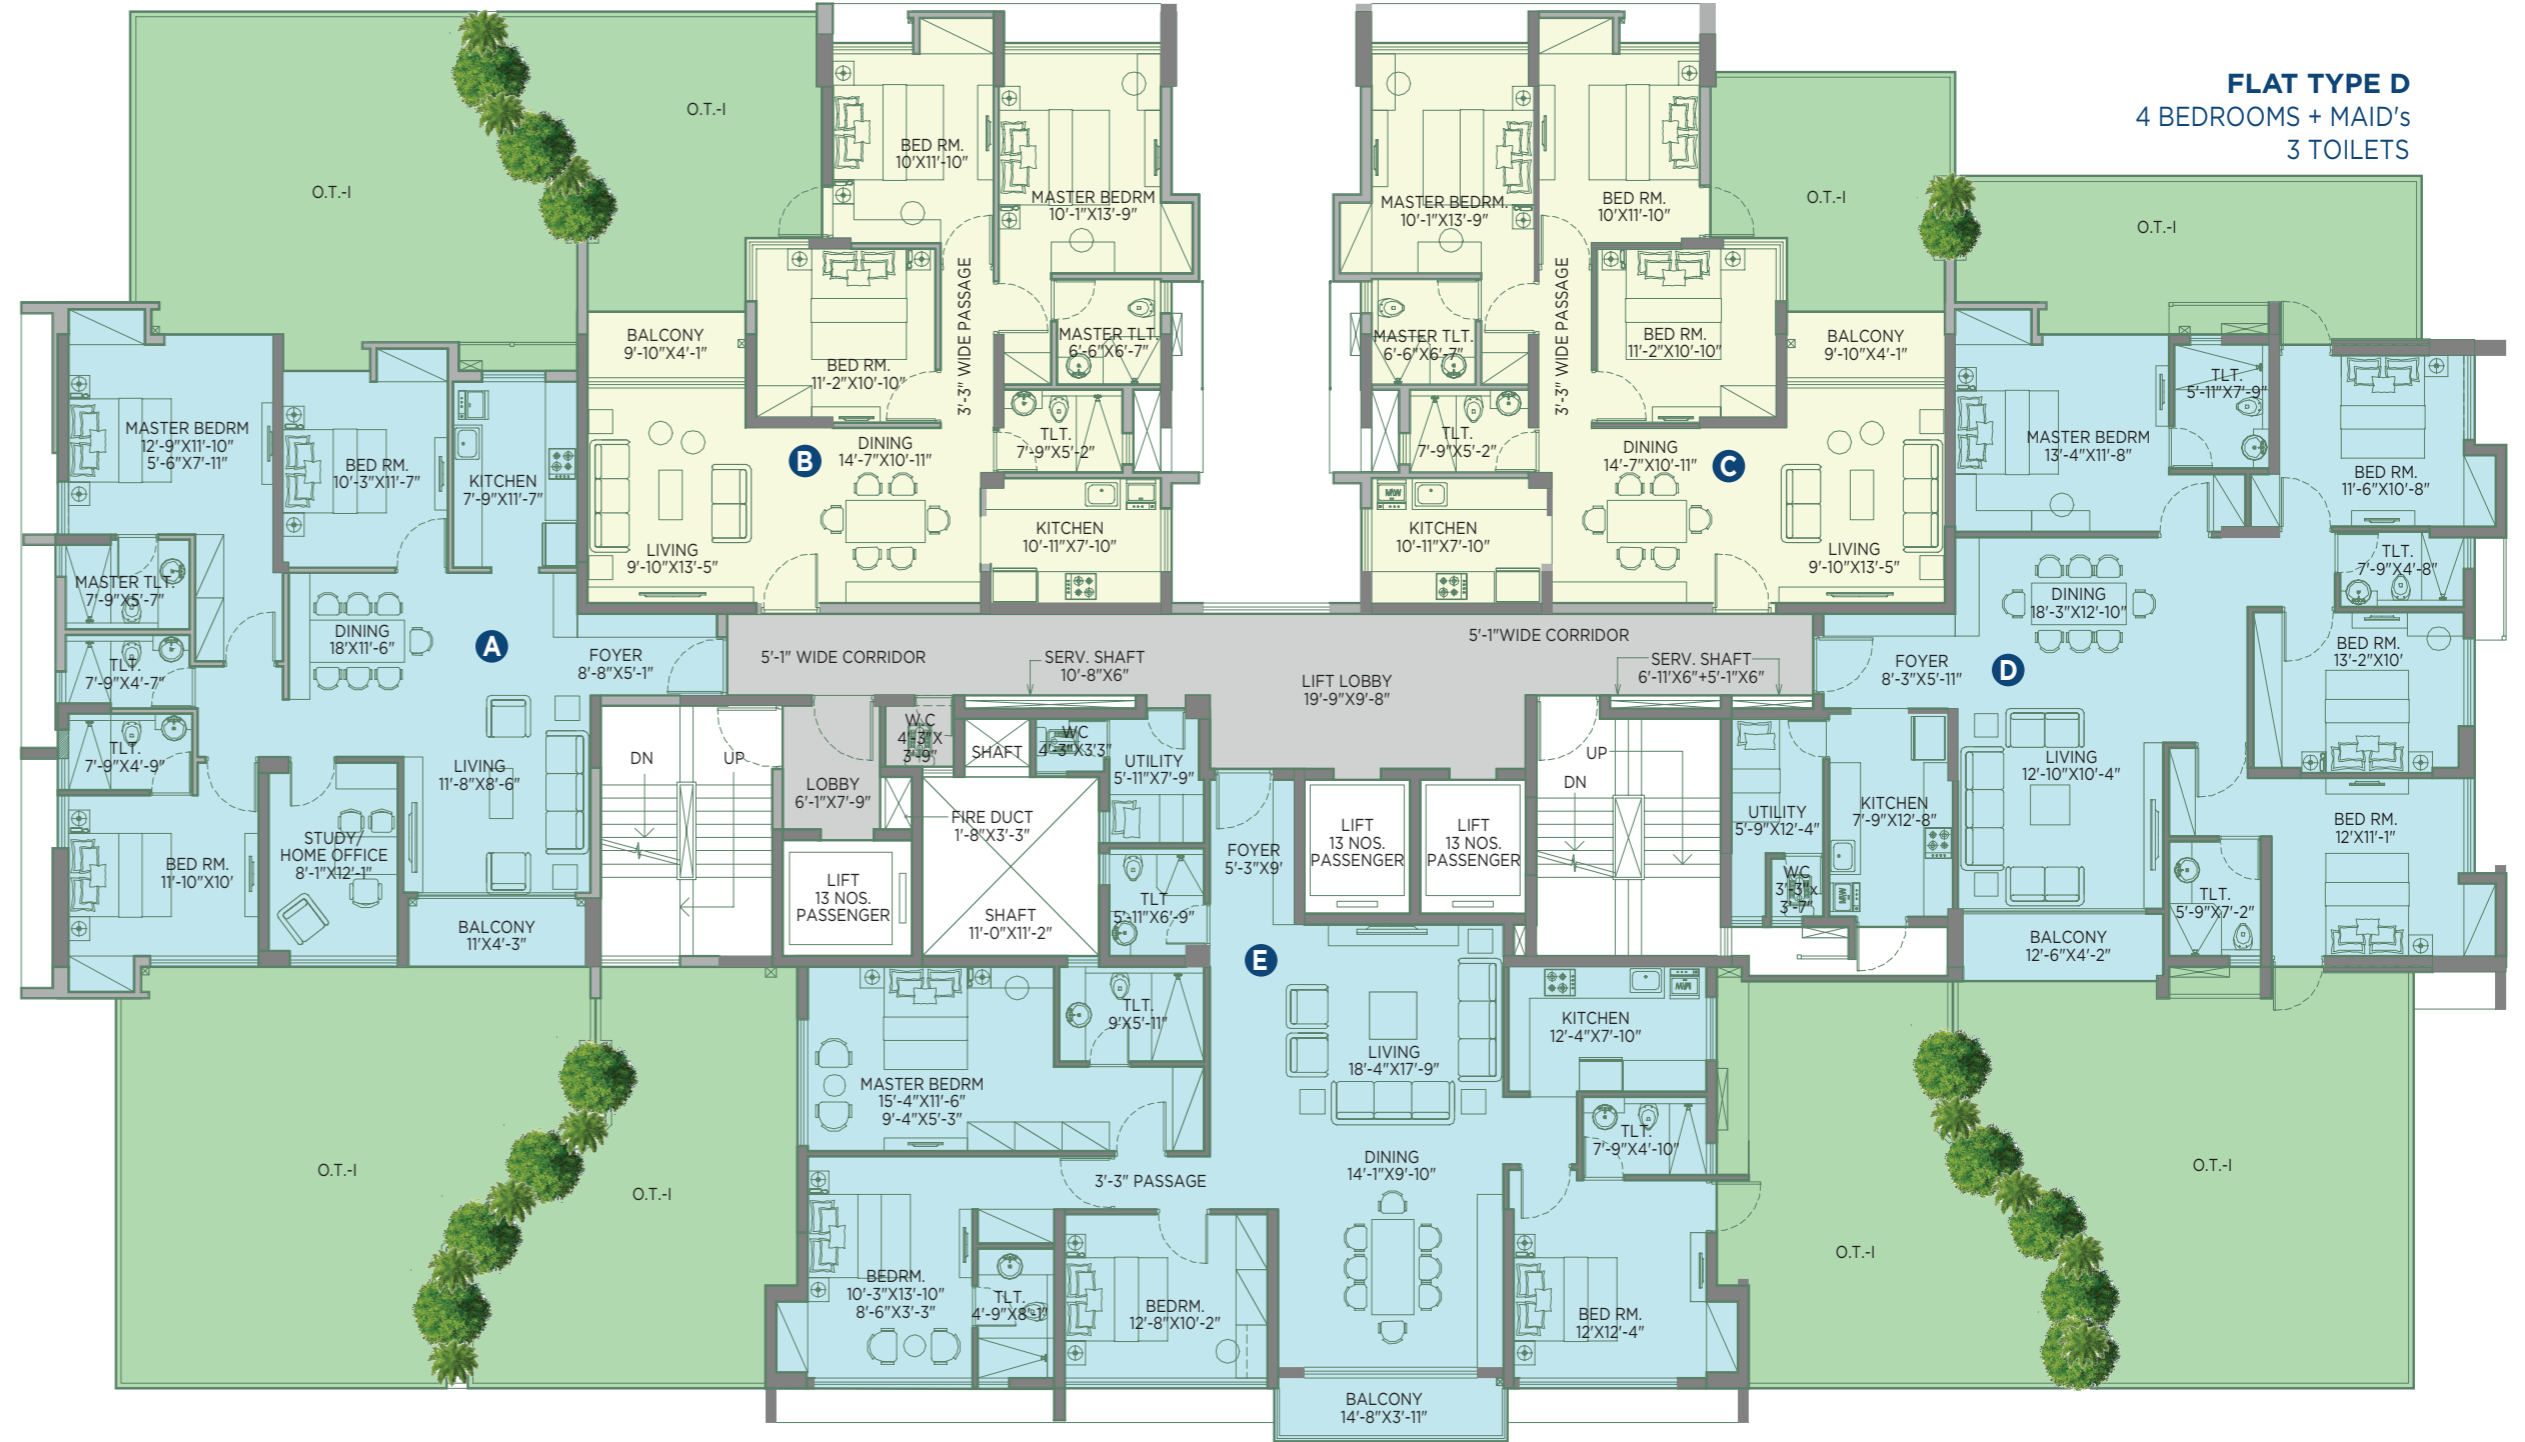 FLAT TYPE D
4 BEDROOMS + MAID's
3 TOILETS
O.T.-I
O.T.-I
BED RM.
10'X11'-10"
MASTER BEDRM
10'-1"X13'-9"
MASTER BEDRM.
10'-1"X13'-9"
BED RM.
10'X11'-10"
O.T.-I
O.T.-I
BALCONY
9'-10"X4'-1"
BED RM.
11'-2"X10'-10"
3'-3" WIDE PASSAGE
MASTER TLT.
6'-6"X6'-7"
TLT.
7'-9"X5'-2"
B
DINING
14'-7"X10'-11"
LIVING
9'-10"X13'-5"
KITCHEN
10'-11"X7'-10"
MASTER TLT.
6'-6"X6'-7"
3'-3" WIDE PASSAGE
BED RM.
11'-2"X10'-10"
BALCONY
9'-10"X4'-1"
TLT.
7'-9"X5'-2"
DINING
14'-7"X10'-11"
C
MW
KITCHEN
10'-11"X7'-10"
LIVING
9'-10"X13'-5"
MASTER BEDRM
12'-9"X11'-10"
5'-6"X7'-11"
BED RM.
10'-3"X11'-7"
KITCHEN
7'-9"X11'-7"
MASTER TLT.
7'-9"X5'-7"
DINING
18'X11'-6"
A
FOYER
8'-8"X5'-1"
TLT.
7'-9"X4'-7"
TLT.
7'-9"X4'-9"
LIVING
11'-8"X8'-6"
STUDY/
HOME OFFICE
8'-1"X12'-1"
BED RM.
11'-10"X10'
BALCONY
11'X4'-3"
5'-1" WIDE CORRIDOR
SERV. SHAFT
10'-8"X6"
LIFT LOBBY
19'-9"X9'-8"
5'-1"WIDE CORRIDOR
SERV. SHAFT
6'-11'X6"+5'-1"X6"
DN
UP
LOBBY
6'-1"X7'-9"
W.C
4'-3"X
3'-9"
SHAFT
WC
4'-3"X3'3"
UTILITY
5'-11"X7'-9"
FIRE DUCT
1'-8"X3'-3"
LIFT
13 NOS.
PASSENGER
SHAFT
11'-0"X11'-2"
TLT
5'-11"X6'-9"
FOYER
5'-3"X9'
LIFT
13 NOS.
PASSENGER
LIFT
13 NOS.
PASSENGER
UP
DN
MASTER BEDRM
13'-4"X11'-8"
TLT.
5'-11"X7'-9"
BED RM.
11'-6"X10'-8"
TLT.
7'-9"X4'-8"
DINING
18'-3"X12'-10"
BED RM.
13'-2"X10'
FOYER
8'-3"X5'-11"
D
LIVING
12'-10"X10'-4"
UTILITY
5'-9"X12'-4"
KITCHEN
7'-9"X12'-8"
WC
3'-3"x
3'-7"
MW
BED RM.
12'X11'-1"
TLT.
5'-9"X7'-2"
BALCONY
12'-6"X4'-2"
E
TLT.
9'X5'-11"
MASTER BEDRM
15'-4"X11'-6"
9'-4"X5'-3"
LIVING
18'-4"X17'-9"
MW
KITCHEN
12'-4"X7'-10"
TLT.
7'-9"X4'-10"
3'-3" PASSAGE
DINING
14'-1"X9'-10"
BEDRM.
10'-3"X13'-10"
8'-6"X3'-3"
TLT.
4'-9"X8'-1"
BEDRM.
12'-8"X10'-2"
BED RM.
12'X12'-4"
BALCONY
14'-8"X3'-11"
O.T.-I
O.T.-I
O.T.-I
O.T.-I